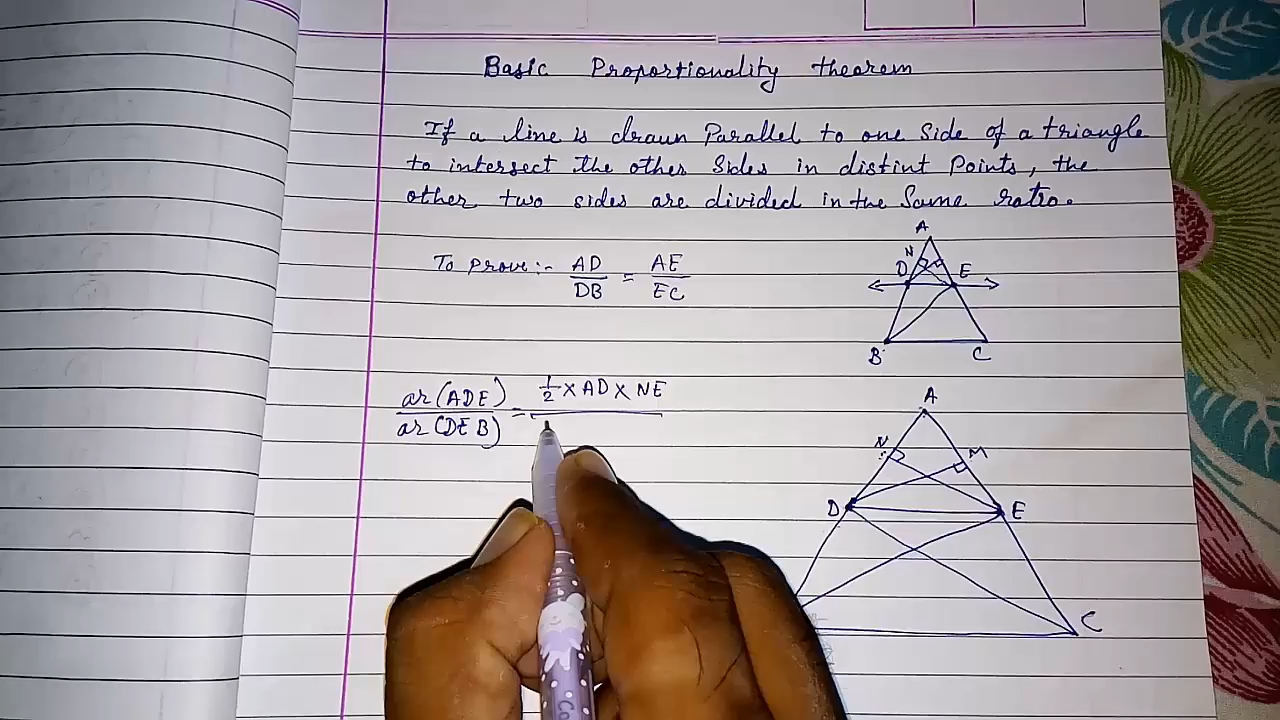 Basic Proportionality theorem
If a line is drawn Parallel to one Side of a triangle
to intersect the other Sides in distint Points, the
other two sides are divided in the Same ratio.
To prove :- AD/DB = AE/EC
A
N
D E
B C
ar(ADE)/ar(DEB) = 1/2 × AD × NE
A
N M
D E
C